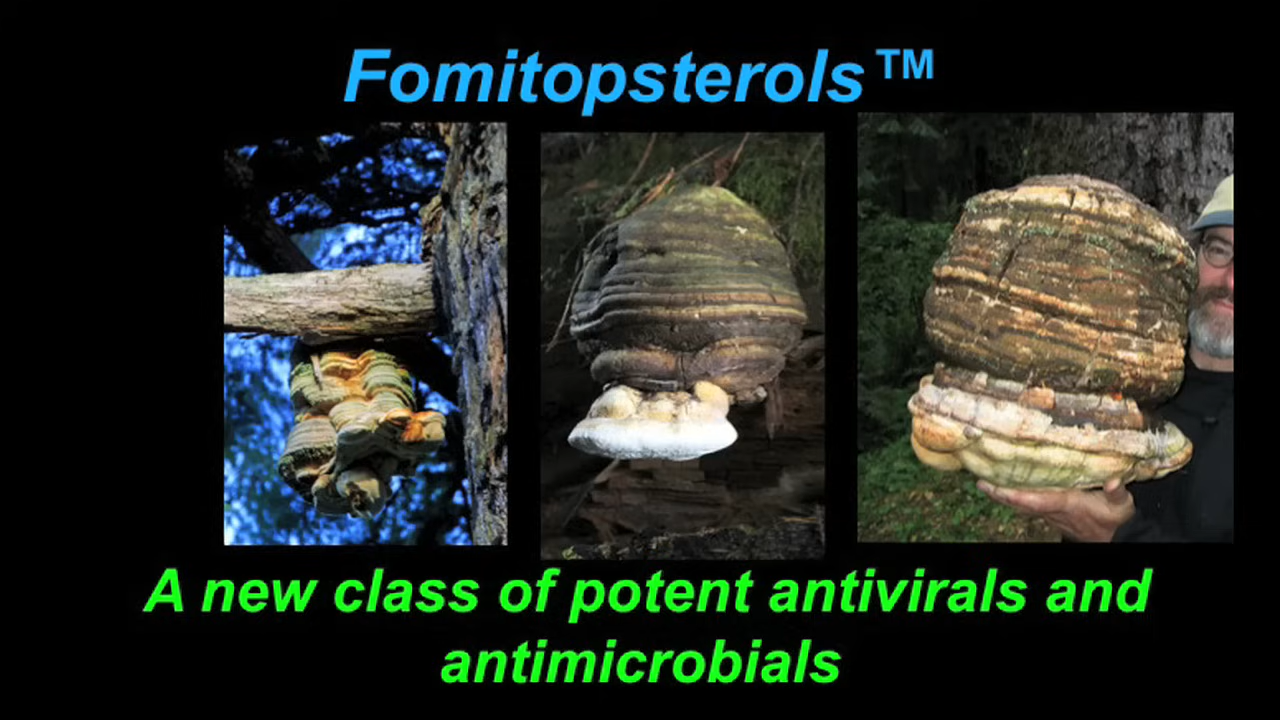 Fomitopsterols™
A new class of potent antivirals and
antimicrobials